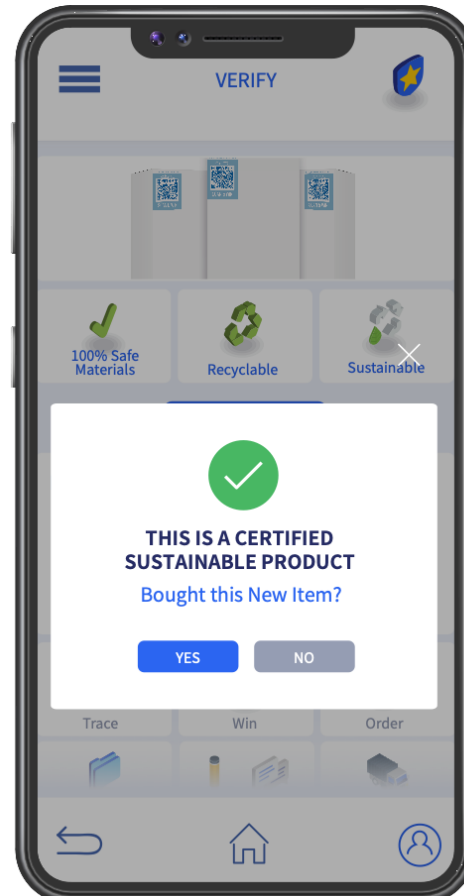 VERIFY
100% Safe
Materials
Recyclable
Sustainable
THIS IS A CERTIFIED
SUSTAINABLE PRODUCT
Bought this New Item?
YES
NO
Trace
Win
Order